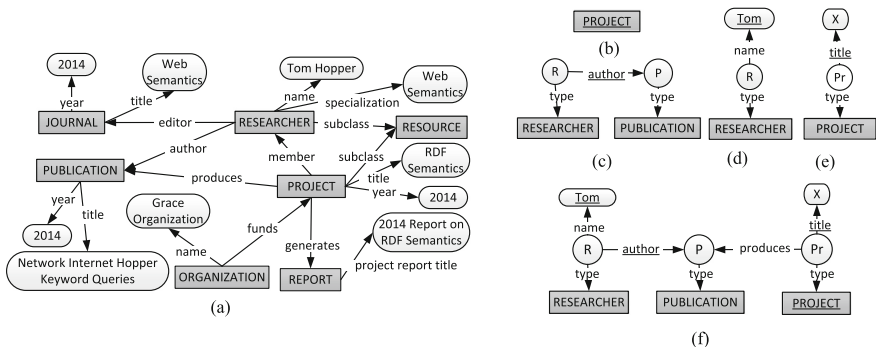 2014
Web
Semantics
year
title
JOURNAL
editor
Tom Hopper
name
specialization
Web
Semantics
RESEARCHER
subclass
RESOURCE
author
member
subclass
RDF
Semantics
title
year
2014
PUBLICATION
produces
PROJECT
year
title
2014
Grace
Organization
name
funds
generates
2014 Report on
RDF Semantics
project report title
Network Internet Hopper
Keyword Queries
ORGANIZATION
REPORT
(a)
PROJECT
(b)
R
author
P
type
type
RESEARCHER
PUBLICATION
(c)
Tom
name
R
type
RESEARCHER
(d)
X
title
Pr
type
PROJECT
(e)
Tom
name
R
author
P
produces
X
title
Pr
type
type
type
RESEARCHER
PUBLICATION
PROJECT
(f)